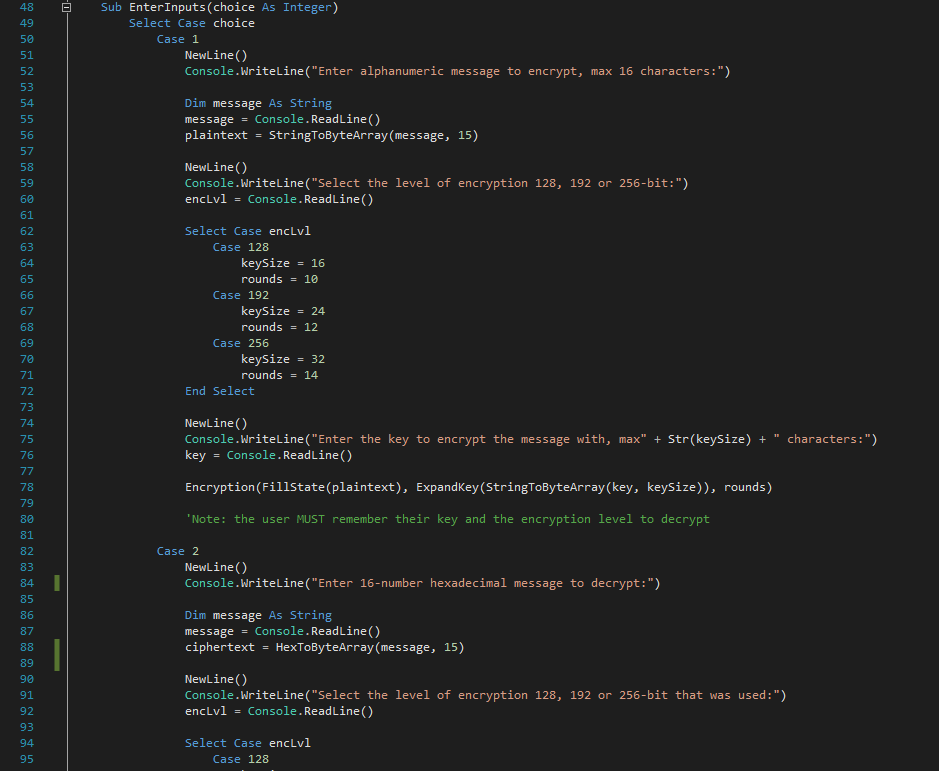 48 Sub EnterInputs(choice As Integer)
49 Select Case choice
50 Case 1
51 NewLine()
52 Console.WriteLine("Enter alphanumeric message to encrypt, max 16 characters:")
53
54 Dim message As String
55 message = Console.ReadLine()
56 plaintext = StringToByteArray(message, 15)
57
58 NewLine()
59 Console.WriteLine("Select the level of encryption 128, 192 or 256-bit:")
60 encLvl = Console.ReadLine()
61
62 Select Case encLvl
63 Case 128
64 keySize = 16
65 rounds = 10
66 Case 192
67 keySize = 24
68 rounds = 12
69 Case 256
70 keySize = 32
71 rounds = 14
72 End Select
73
74 NewLine()
75 Console.WriteLine("Enter the key to encrypt the message with, max" + Str(keySize) + " characters:")
76 key = Console.ReadLine()
77
78 Encryption(FillState(plaintext), ExpandKey(StringToByteArray(key, keySize)), rounds)
79
80 'Note: the user MUST remember their key and the encryption level to decrypt
81
82 Case 2
83 NewLine()
84 Console.WriteLine("Enter 16-number hexadecimal message to decrypt:")
85
86 Dim message As String
87 message = Console.ReadLine()
88 ciphertext = HexToByteArray(message, 15)
89
90 NewLine()
91 Console.WriteLine("Select the level of encryption 128, 192 or 256-bit that was used:")
92 encLvl = Console.ReadLine()
93
94 Select Case encLvl
95 Case 128